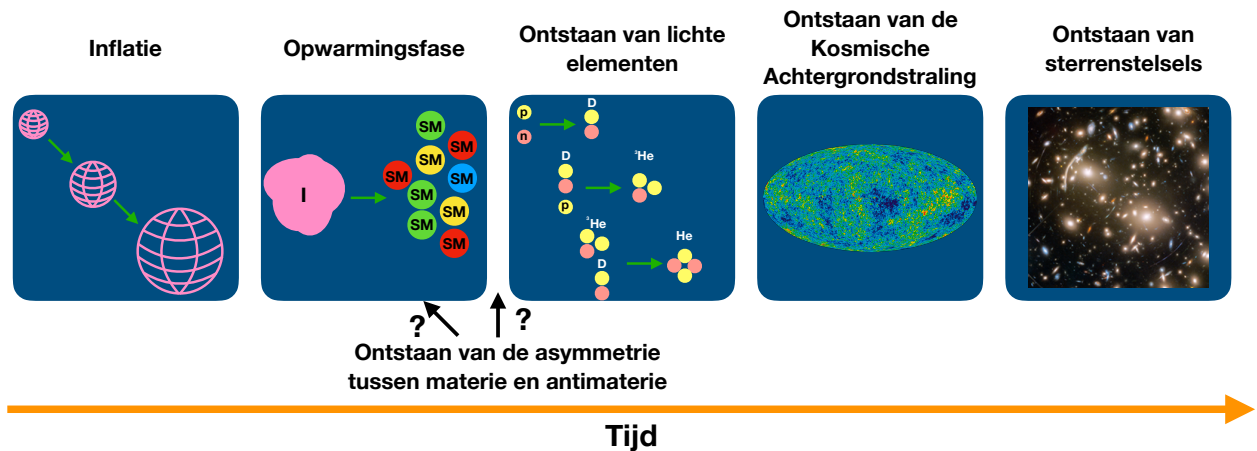 Inflatie
Opwarmingsfase
Ontstaan van lichte
elementen
Ontstaan van de
Kosmische
Achtergrondstraling
Ontstaan van
sterrenstelsels
I
SM
SM
SM
SM
SM
SM
SM
SM
SM
p
n
D
D
p
³He
³He
D
He
?
?
Ontstaan van de asymmetrie
tussen materie en antimaterie
Tijd